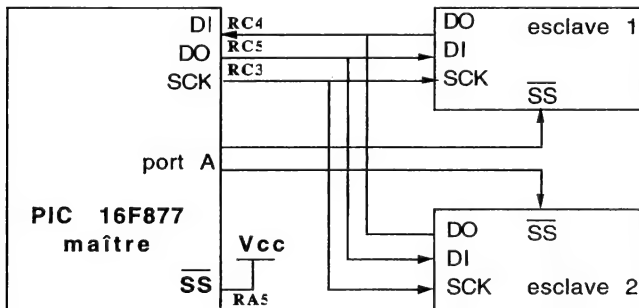 DI RC4
DO RC5
SCK RC3
port A
PIC 16F877
maître
Vcc
SS
RA5
DO esclave 1
DI
SCK
SS
DO SS
DI
SCK esclave 2